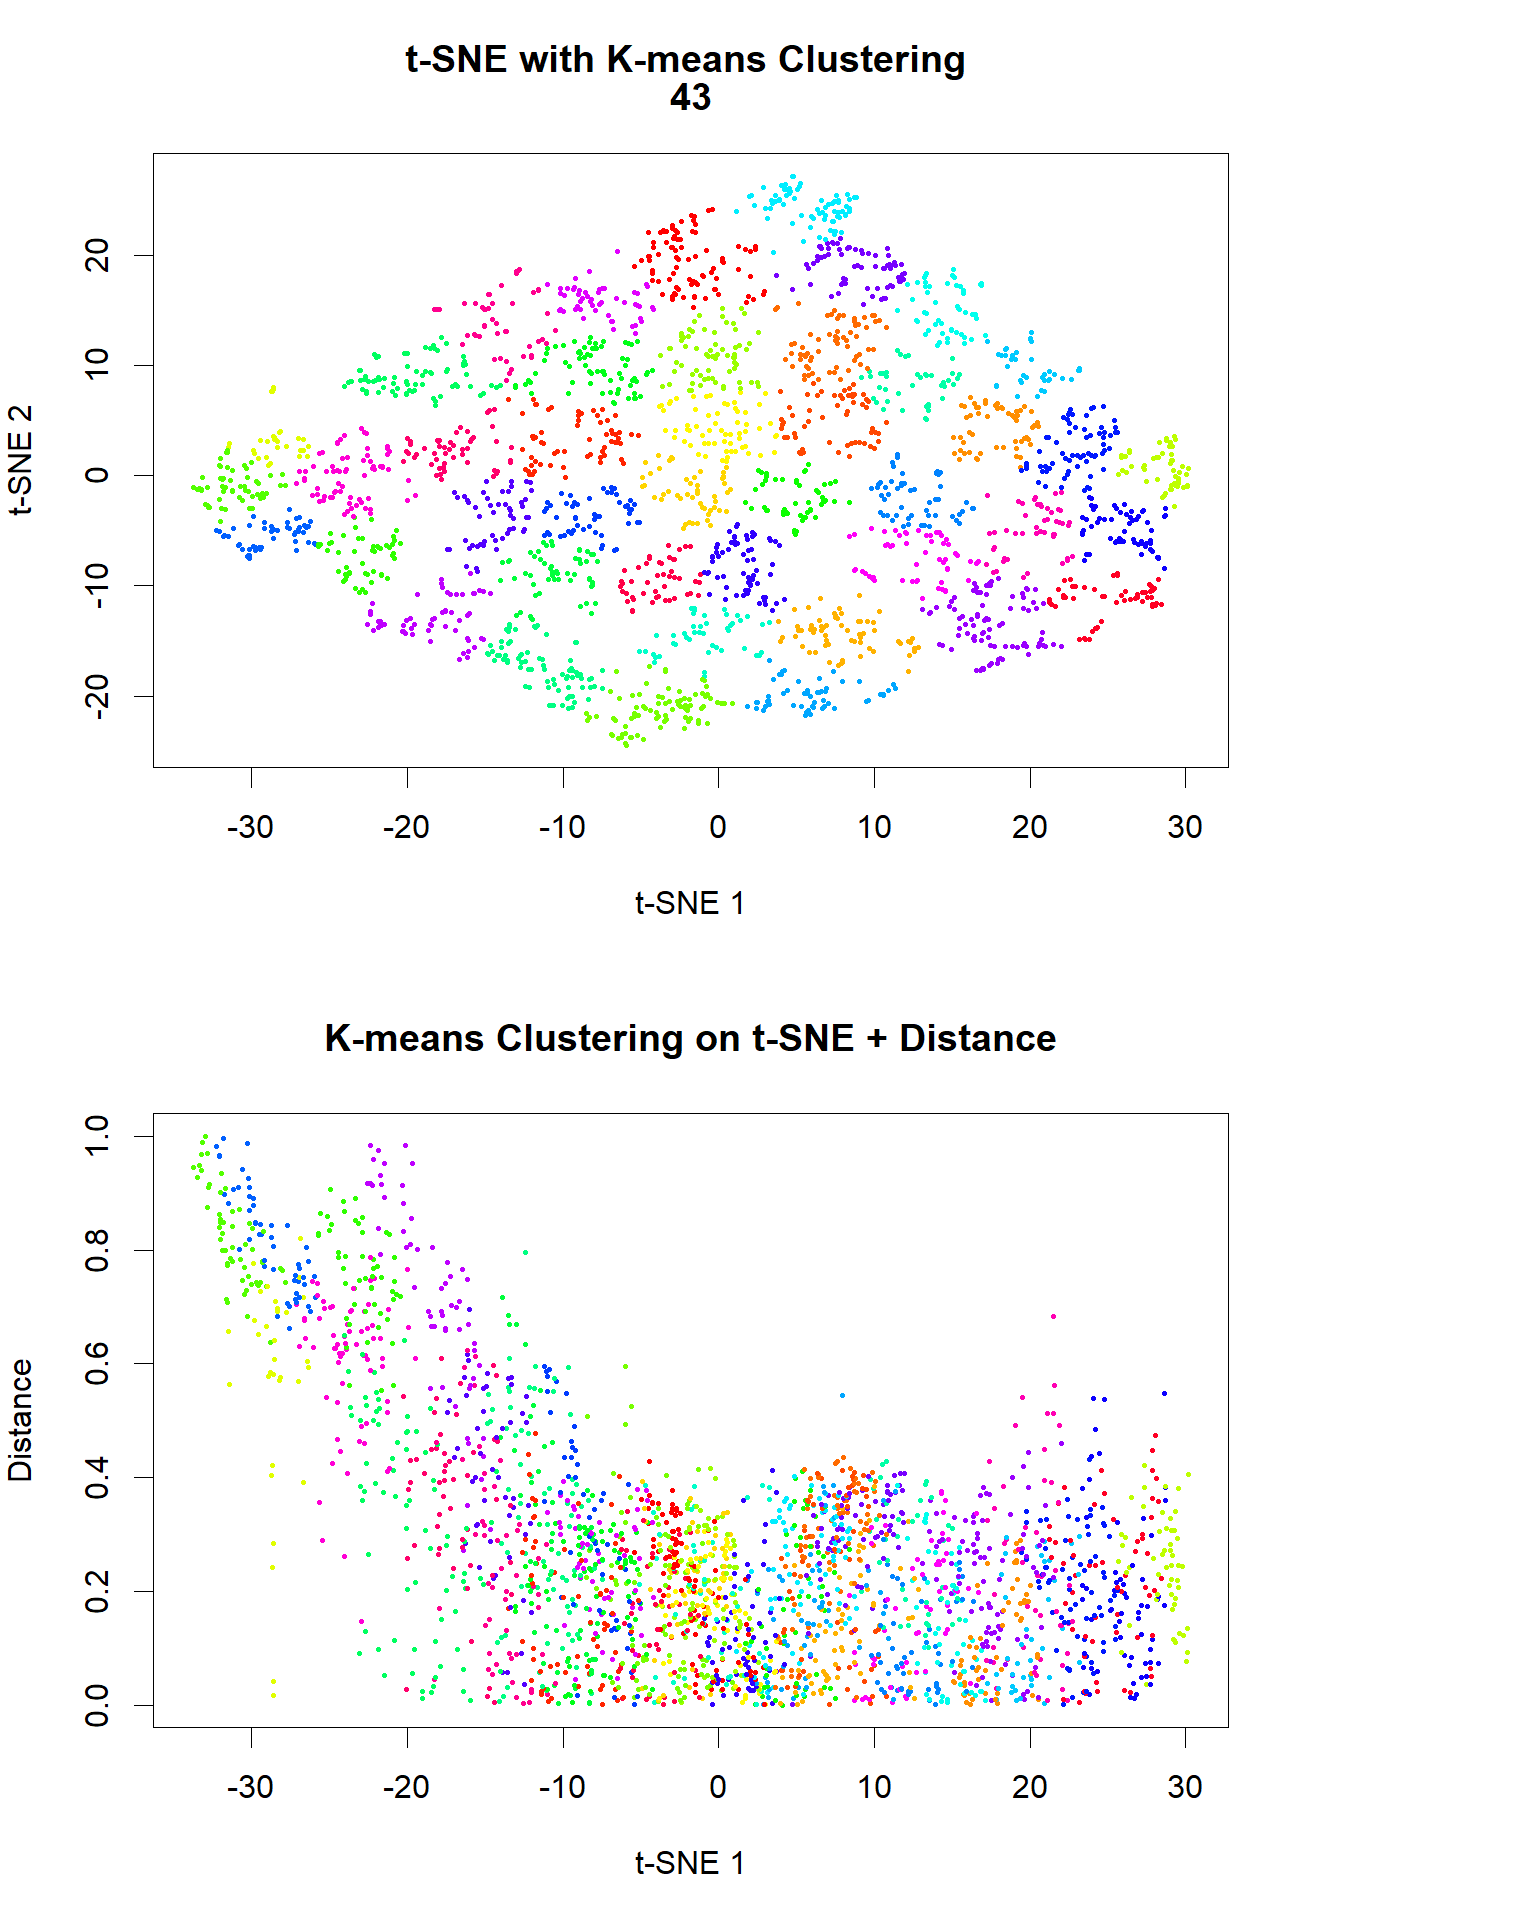 t-SNE with K-means Clustering
43
t-SNE 2
20
10
0
-10
-20
-30 -20 -10 0 10 20 30
t-SNE 1
K-means Clustering on t-SNE + Distance
Distance
1.0
0.8
0.6
0.4
0.2
0.0
-30 -20 -10 0 10 20 30
t-SNE 1